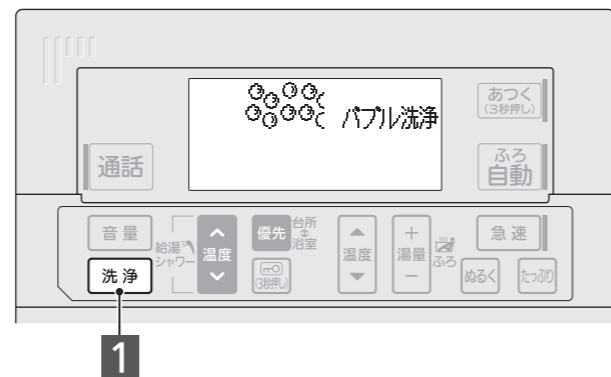 パブル洗浄
あつく
(3秒押し)
通話
ふろ
自動
音量
給湯
シャワー
温度
優先
台所
浴室
(3秒押し)
温度
+
湯量
−
ふろ
急速
洗浄
ぬるく
たっぷり
1